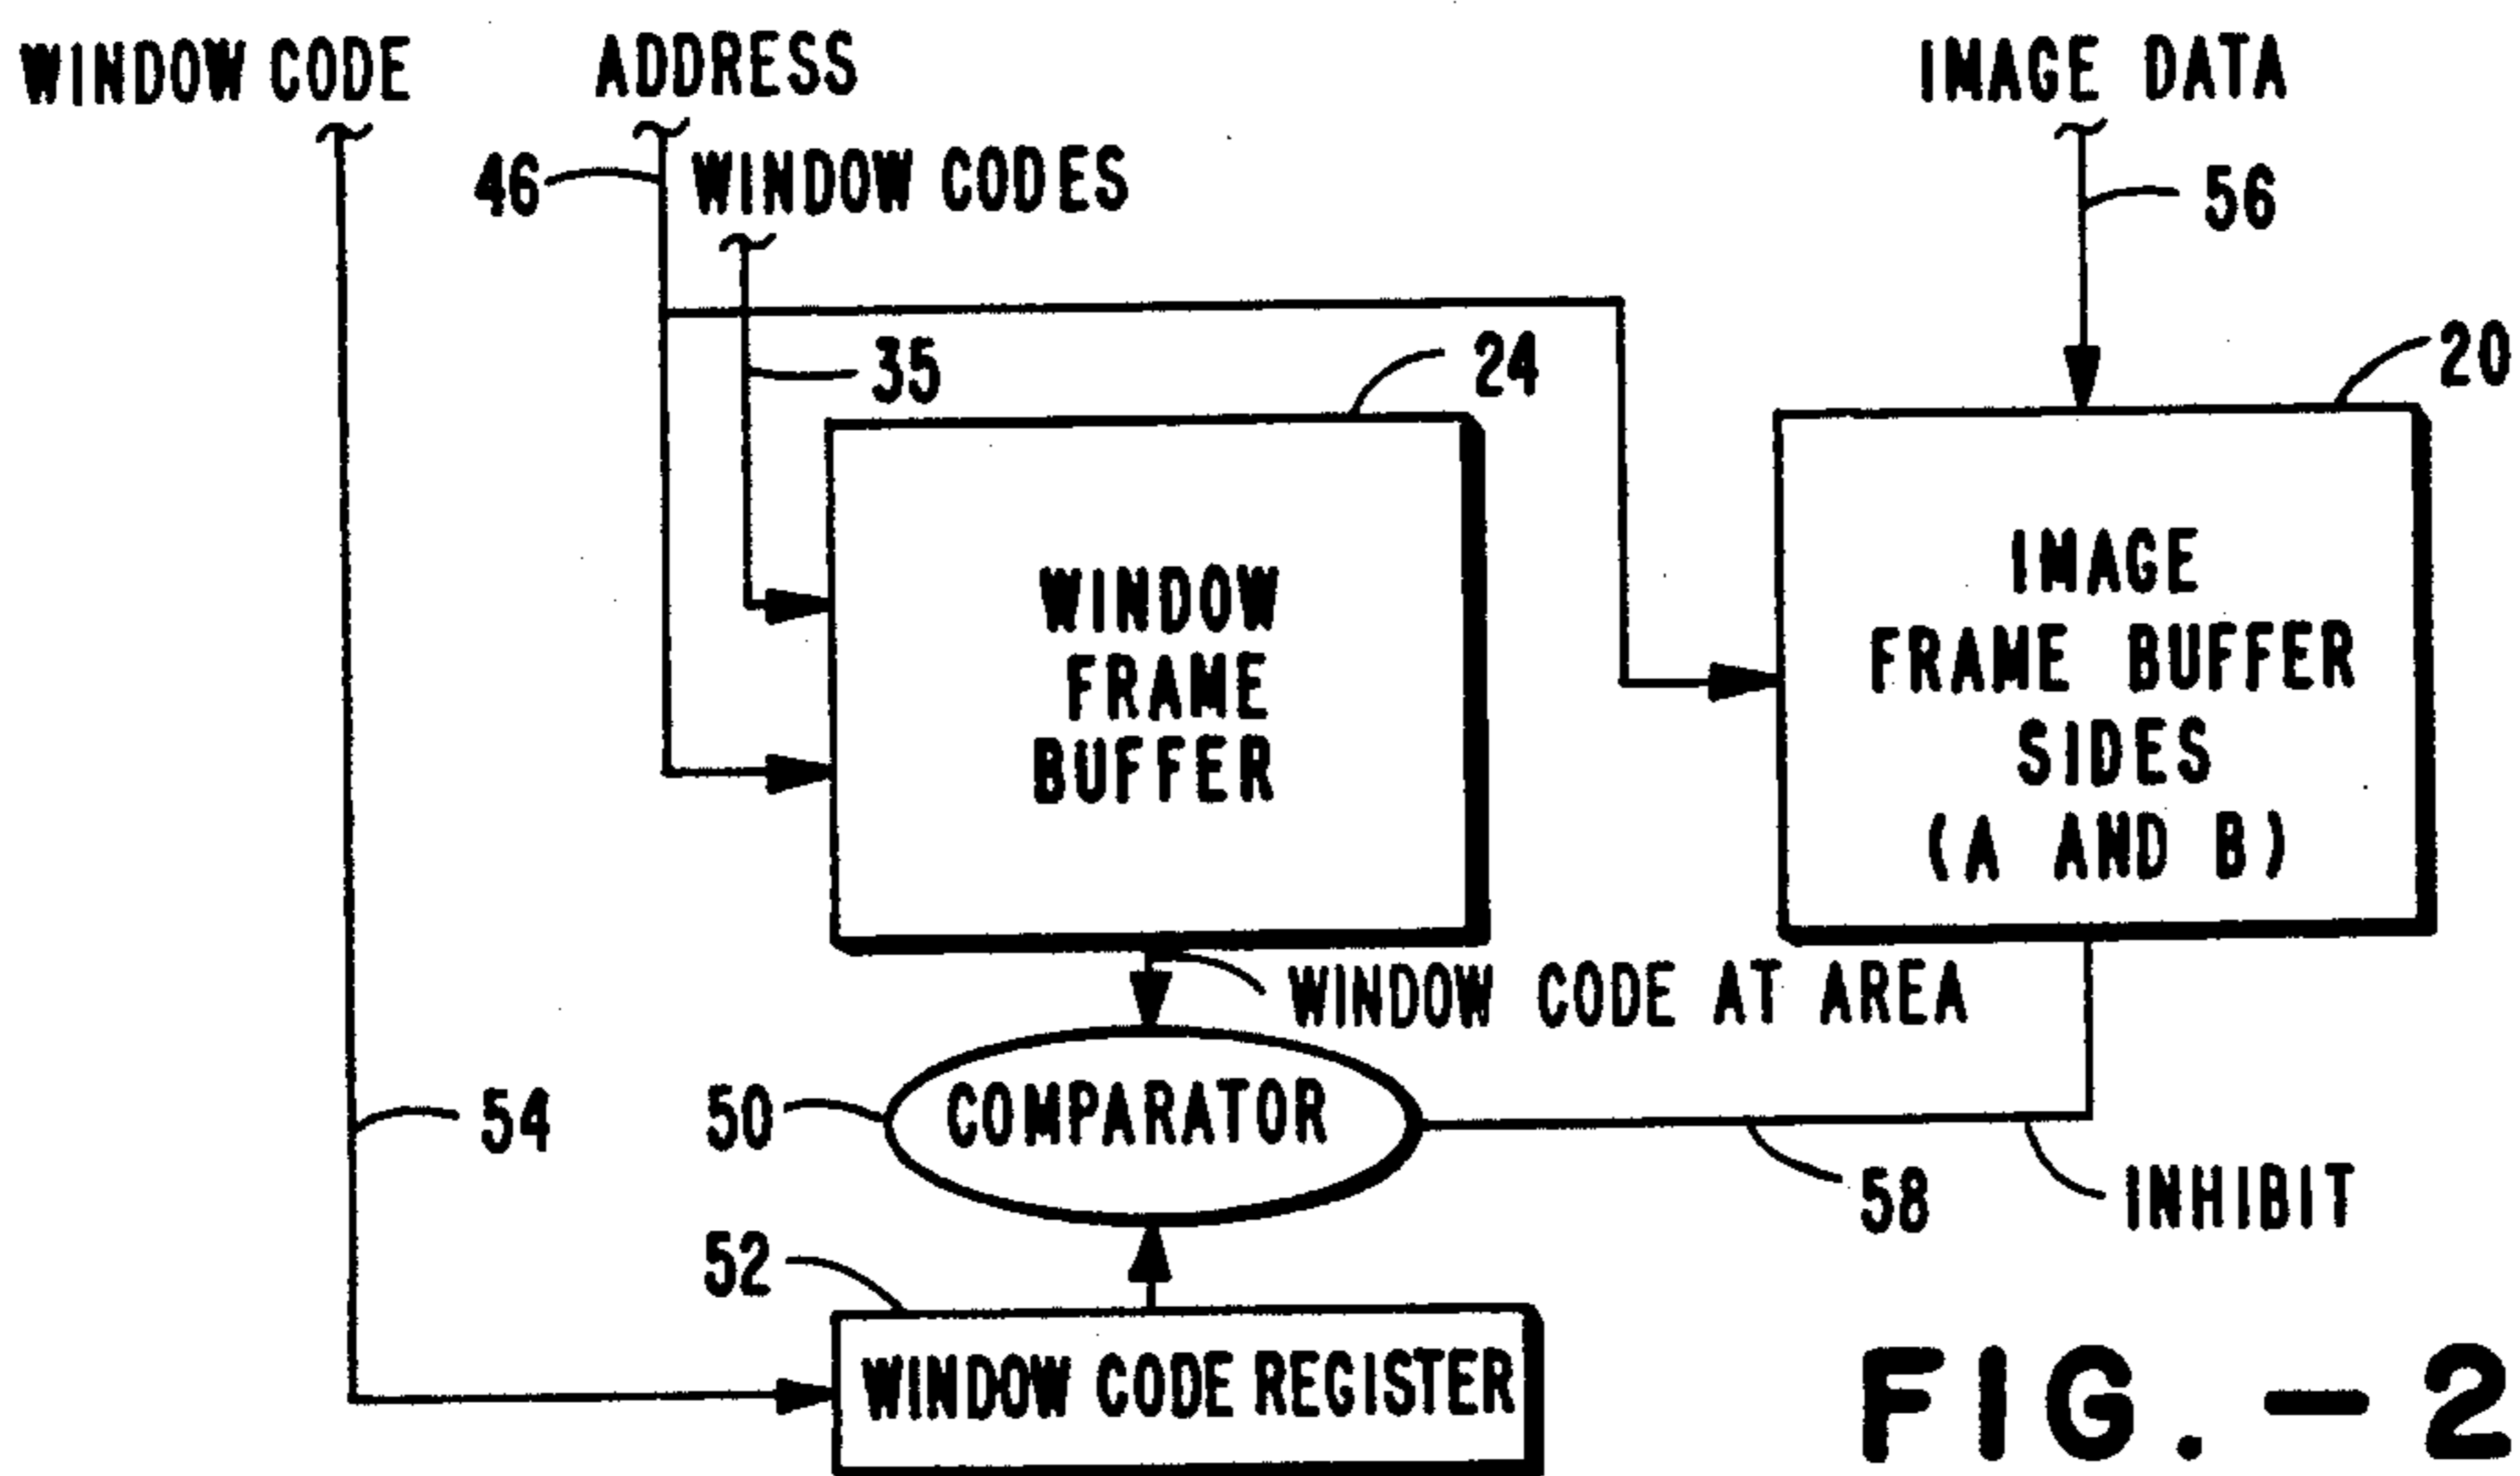 WINDOW CODE
ADDRESS
IMAGE DATA
46
WINDOW CODES
56
35
24
20
WINDOW
FRAME
BUFFER
IMAGE
FRAME BUFFER
SIDES
(A AND B)
WINDOW CODE AT AREA
54
50
COMPARATOR
58
INHIBIT
52
WINDOW CODE REGISTER
FIG.-2